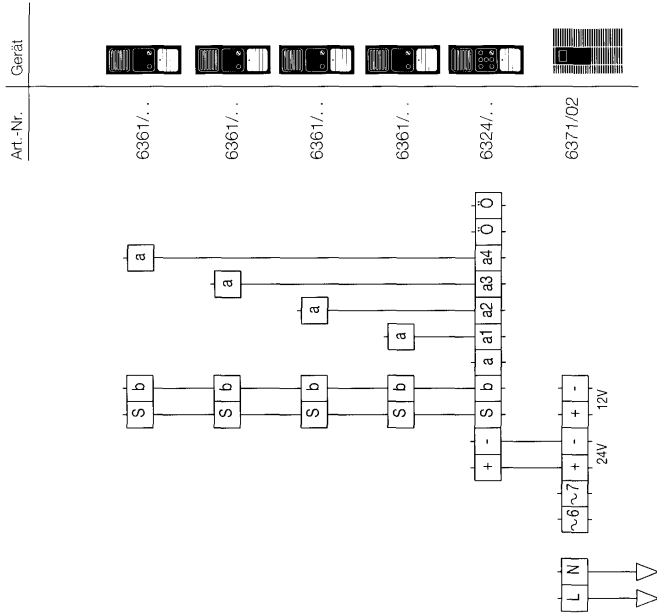 Art.-Nr. Gerät
S b a 6361/. .
S b a 6361/. .
S b a 6361/. .
S b a 6361/. .
+ - S b a a1 a2 a3 a4 Ö Ö 6324/. .
L N ~6 ~7 + - + - 6371/02
24V 12V